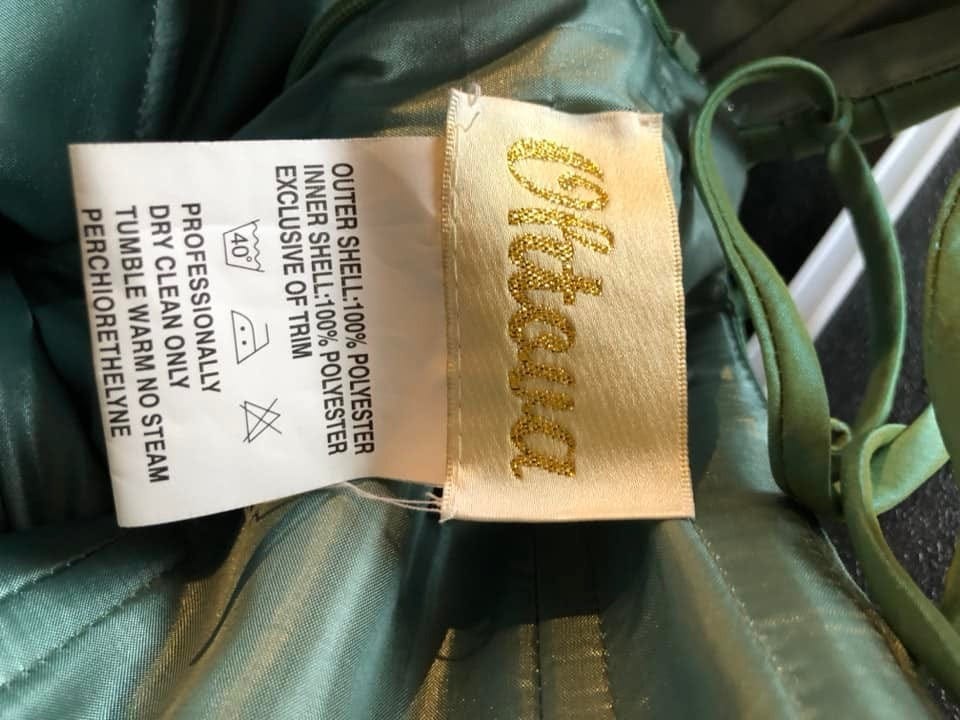 OUTER SHELL:100% POLYESTER
INNER SHELL:100% POLYESTER
EXCLUSIVE OF TRIM
40°
PROFESSIONALLY
DRY CLEAN ONLY
TUMBLE WARM NO STEAM
PERCHIORETHELYNE